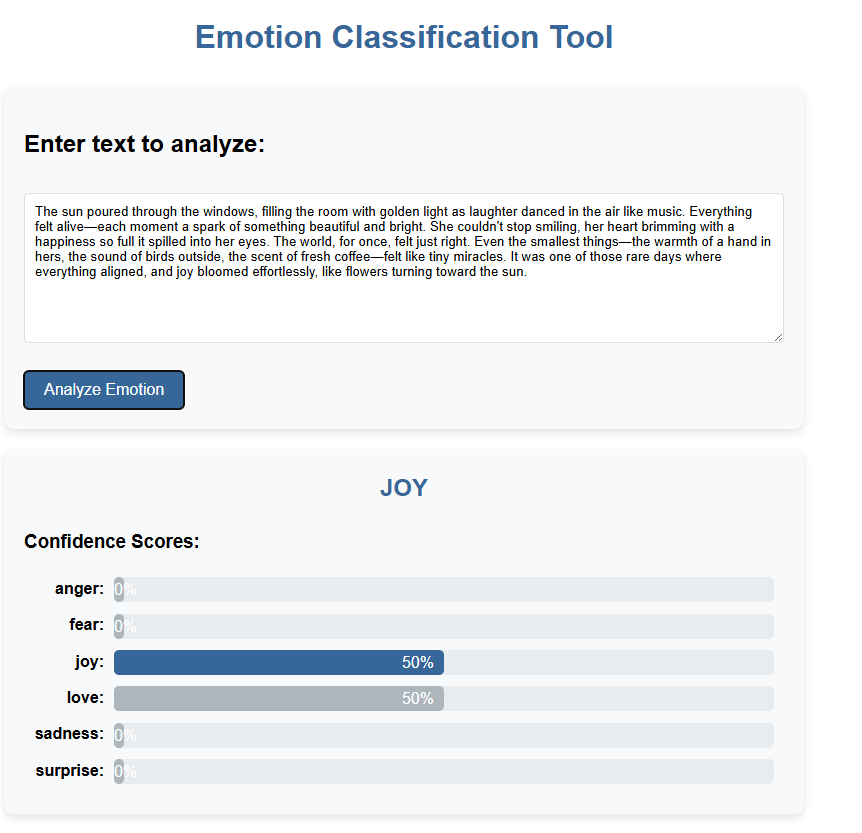 Emotion Classification Tool
Enter text to analyze:
The sun poured through the windows, filling the room with golden light as laughter danced in the air like music. Everything
felt alive—each moment a spark of something beautiful and bright. She couldn't stop smiling, her heart brimming with a
happiness so full it spilled into her eyes. The world, for once, felt just right. Even the smallest things—the warmth of a hand in
hers, the sound of birds outside, the scent of fresh coffee—felt like tiny miracles. It was one of those rare days where
everything aligned, and joy bloomed effortlessly, like flowers turning toward the sun.
Analyze Emotion
JOY
Confidence Scores:
anger: 0%
fear: 0%
joy: 50%
love: 50%
sadness: 0%
surprise: 0%